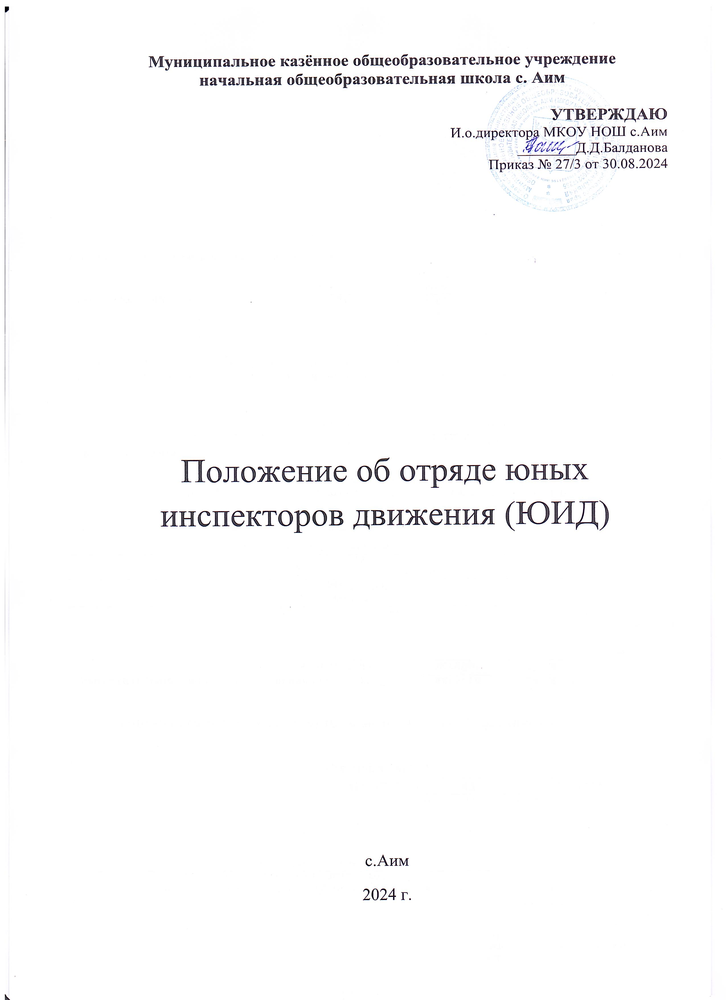 Муниципальное казённое общеобразовательное учреждение
начальная общеобразовательная школа с. Аим
УТВЕРЖДАЮ
И.о.директора МКОУ НОШ с.Аим
Д.Д.Балданова
Приказ № 27/3 от 30.08.2024
Положение об отряде юных
инспекторов движения (ЮИД)
с.Аим
2024 г.